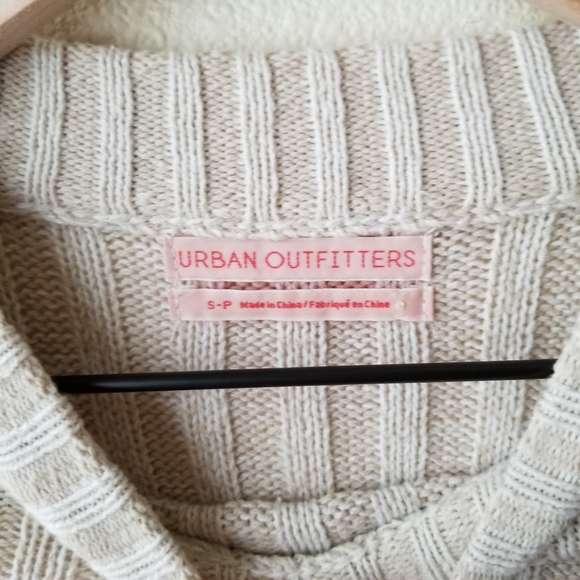 URBAN OUTFITTERS
S-P Made in China / Fabriqué en Chine